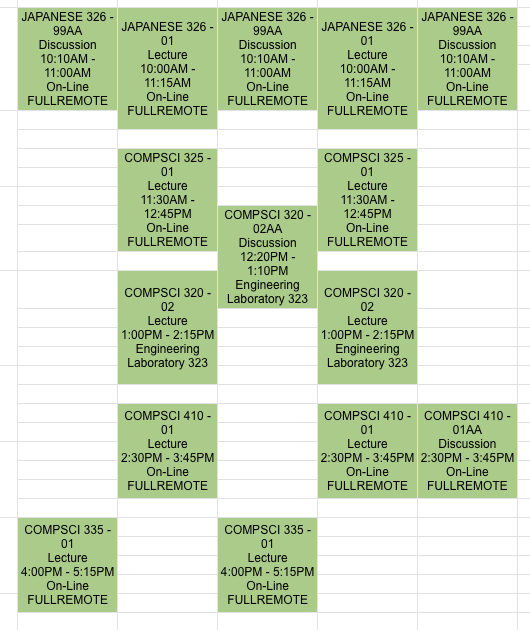 JAPANESE 326 -
99AA
Discussion
10:10AM -
11:00AM
On-Line
FULLREMOTE
JAPANESE 326 -
01
Lecture
10:00AM -
11:15AM
On-Line
FULLREMOTE
JAPANESE 326 -
99AA
Discussion
10:10AM -
11:00AM
On-Line
FULLREMOTE
JAPANESE 326 -
01
Lecture
10:00AM -
11:15AM
On-Line
FULLREMOTE
JAPANESE 326 -
99AA
Discussion
10:10AM -
11:00AM
On-Line
FULLREMOTE
COMPSCI 325 -
01
Lecture
11:30AM -
12:45PM
On-Line
FULLREMOTE
COMPSCI 320 -
02AA
Discussion
12:20PM -
1:10PM
Engineering
Laboratory 323
COMPSCI 325 -
01
Lecture
11:30AM -
12:45PM
On-Line
FULLREMOTE
COMPSCI 320 -
02
Lecture
1:00PM - 2:15PM
Engineering
Laboratory 323
COMPSCI 320 -
02
Lecture
1:00PM - 2:15PM
Engineering
Laboratory 323
COMPSCI 410 -
01
Lecture
2:30PM - 3:45PM
On-Line
FULLREMOTE
COMPSCI 410 -
01
Lecture
2:30PM - 3:45PM
On-Line
FULLREMOTE
COMPSCI 410 -
01AA
Discussion
2:30PM - 3:45PM
On-Line
FULLREMOTE
COMPSCI 335 -
01
Lecture
4:00PM - 5:15PM
On-Line
FULLREMOTE
COMPSCI 335 -
01
Lecture
4:00PM - 5:15PM
On-Line
FULLREMOTE